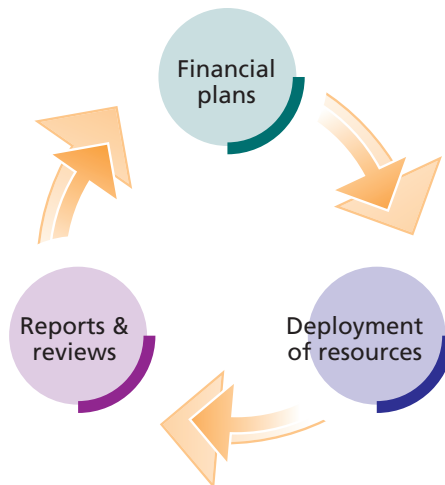 Financial
plans
Deployment
of resources
Reports &
reviews